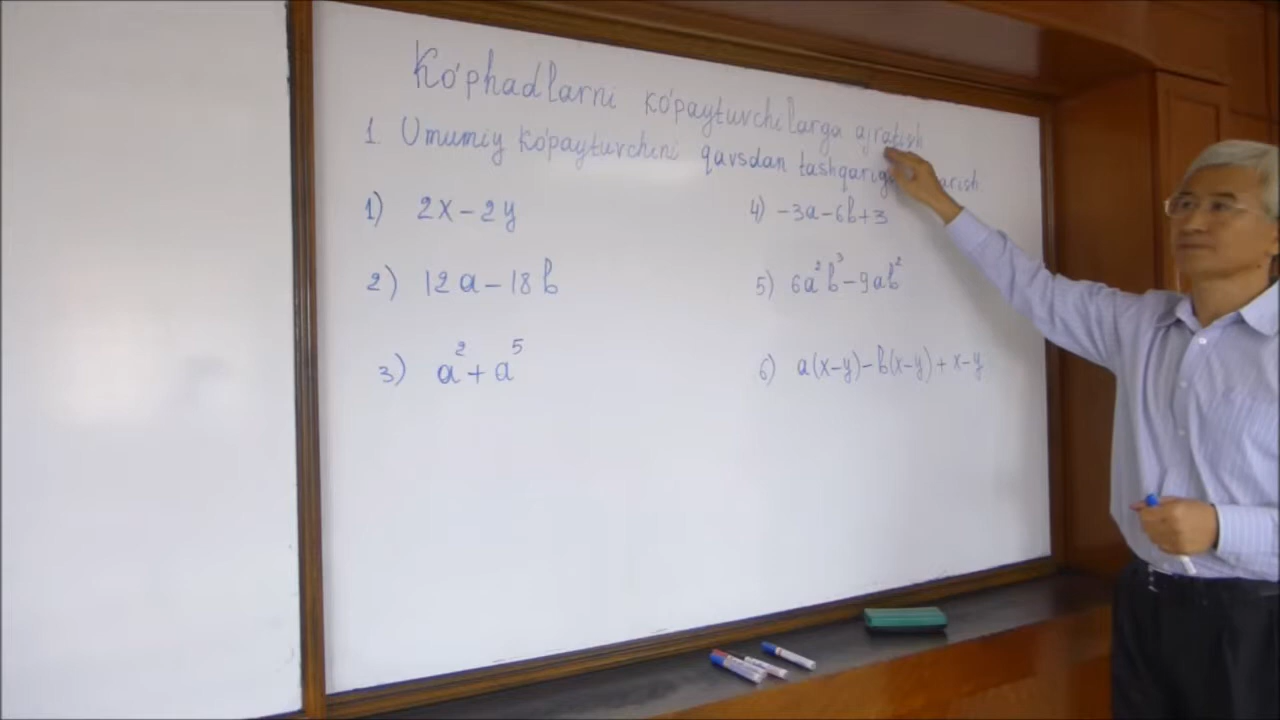 Ko'phadlarni ko'paytuvchilarga ajratish
1. Umumiy ko'paytuvchini qavsdan tashqariga
1) 2x-2y
2) 12a-18b
3) a²+a⁵
4) -3a-6b+3
5) 6a²b³-9ab²
6) a(x-y)-b(x-y)+x-y